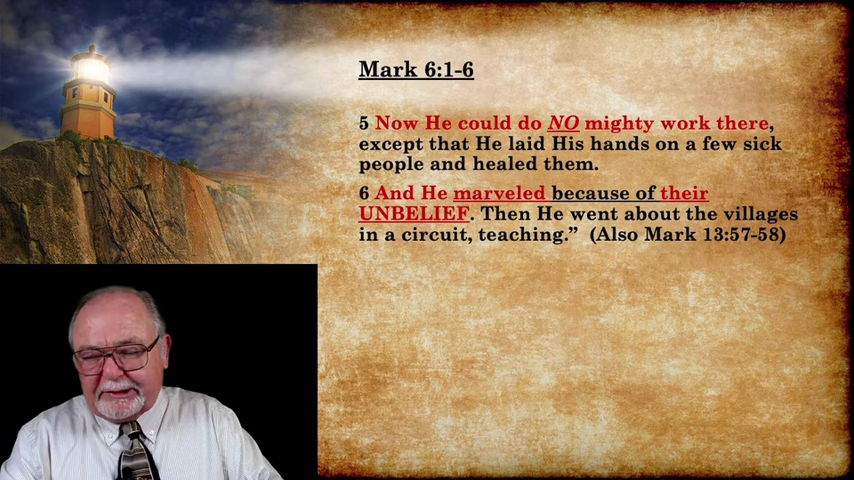 Mark 6:1-6
5 Now He could do NO mighty work there,
except that He laid His hands on a few sick
people and healed them.
6 And He marveled because of their
UNBELIEF. Then He went about the villages
in a circuit, teaching.” (Also Mark 13:57-58)